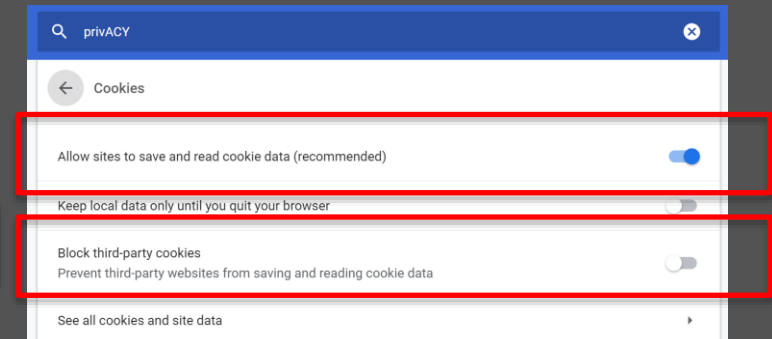 privACY
Cookies
Allow sites to save and read cookie data (recommended)
Keep local data only until you quit your browser
Block third-party cookies
Prevent third-party websites from saving and reading cookie data
See all cookies and site data